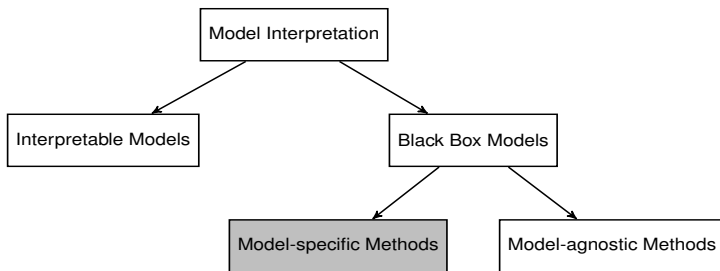 Model Interpretation
Interpretable Models
Black Box Models
Model-specific Methods
Model-agnostic Methods